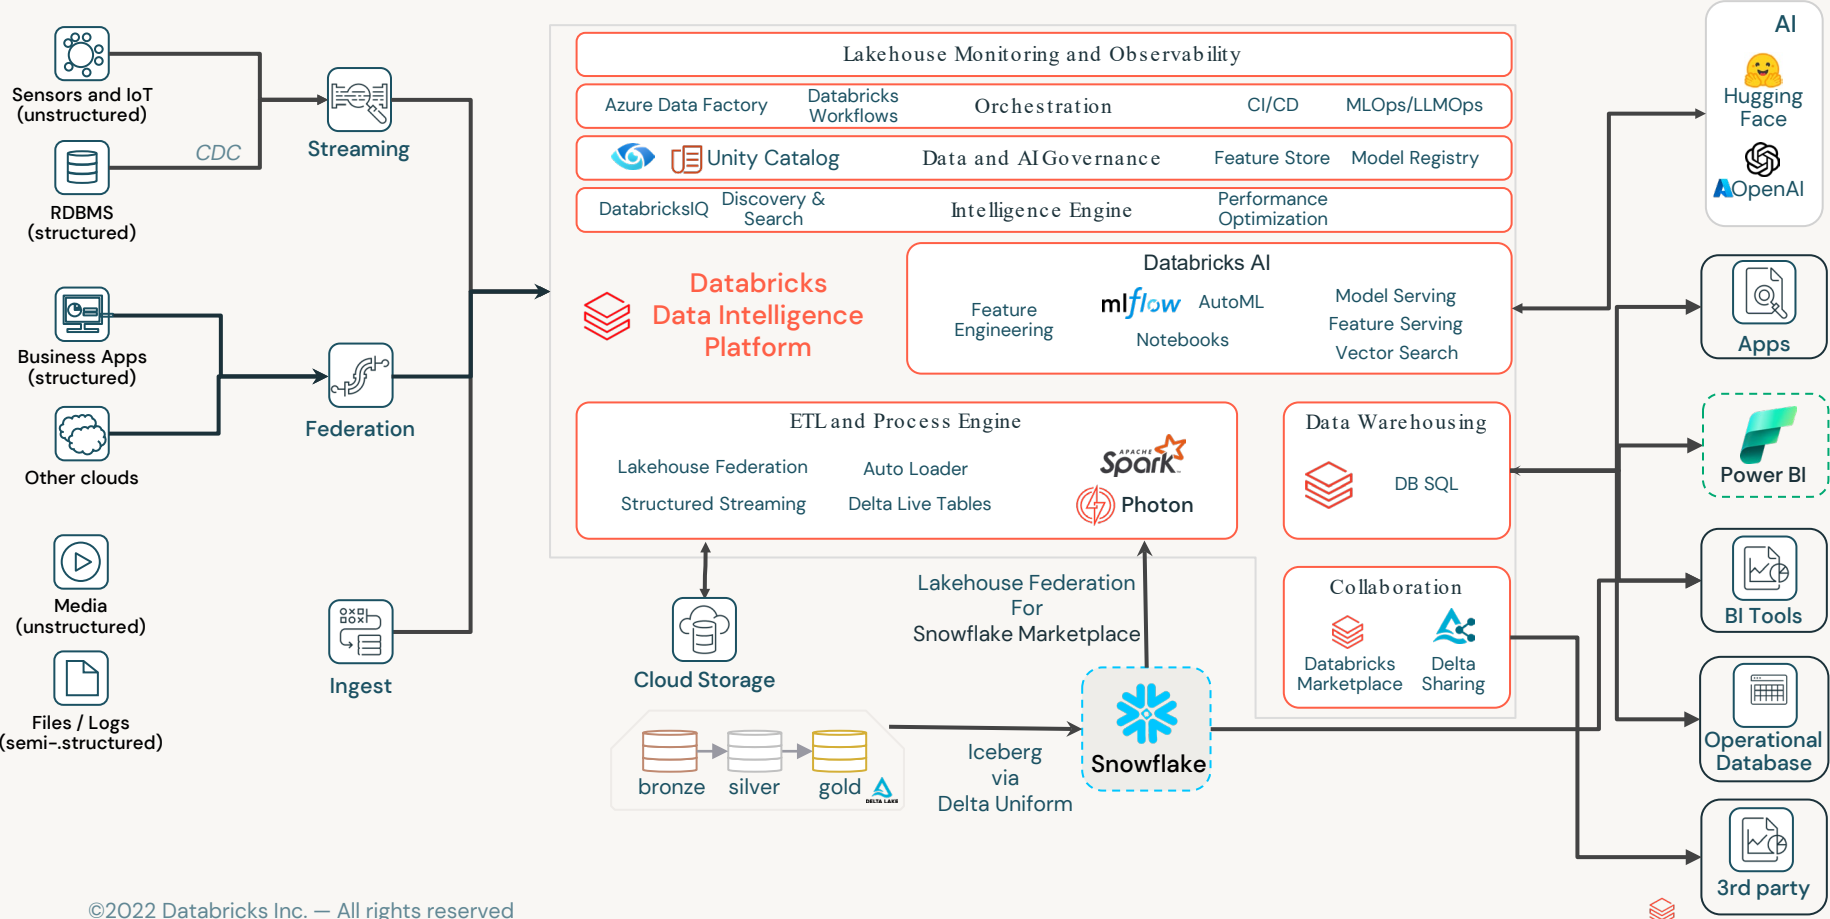 Sensors and IoT
(unstructured)
CDC
Streaming
RDBMS
(structured)
Business Apps
(structured)
Federation
Other clouds
Media
(unstructured)
Ingest
Files / Logs
(semi-.structured)
Lakehouse Monitoring and Observability
Azure Data Factory
Databricks
Workflows
Orchestration
CI/CD
MLOps/LLMOps
Unity Catalog
Data and AI Governance
Feature Store
Model Registry
DatabricksIQ
Discovery &
Search
Intelligence Engine
Performance
Optimization
Databricks
Data Intelligence
Platform
Databricks AI
Feature
Engineering
mlflow
AutoML
Notebooks
Model Serving
Feature Serving
Vector Search
ETL and Process Engine
Lakehouse Federation
Auto Loader
Structured Streaming
Delta Live Tables
APACHE
Spark
Photon
Data Warehousing
DB SQL
Collaboration
Databricks
Marketplace
Delta
Sharing
Cloud Storage
Lakehouse Federation
For
Snowflake Marketplace
bronze
silver
gold
DELTA LAKE
Iceberg
via
Delta Uniform
Snowflake
AI
Hugging
Face
OpenAI
Apps
Power BI
BI Tools
Operational
Database
3rd party
©2022 Databricks Inc. — All rights reserved